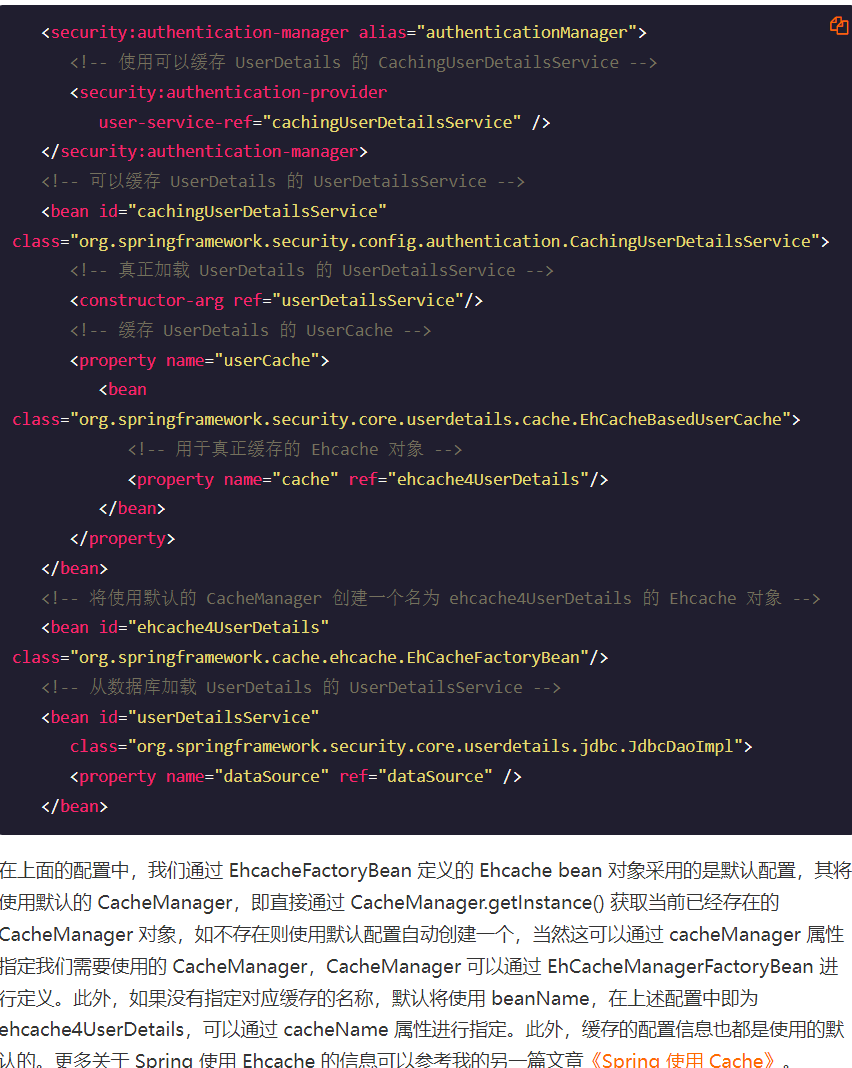 <security:authentication-manager alias="authenticationManager">
<!-- 使用可以缓存 UserDetails 的 CachingUserDetailsService -->
<security:authentication-provider
user-service-ref="cachingUserDetailsService" />
</security:authentication-manager>
<!-- 可以缓存 UserDetails 的 UserDetailsService -->
<bean id="cachingUserDetailsService"
class="org.springframework.security.config.authentication.CachingUserDetailsService">
<!-- 真正加载 UserDetails 的 UserDetailsService -->
<constructor-arg ref="userDetailsService"/>
<!-- 缓存 UserDetails 的 UserCache -->
<property name="userCache">
<bean
class="org.springframework.security.core.userdetails.cache.EhCacheBasedUserCache">
<!-- 用于真正缓存的 Ehcache 对象 -->
<property name="cache" ref="ehcache4UserDetails"/>
</bean>
</property>
</bean>
<!-- 将使用默认的 CacheManager 创建一个名为 ehcache4UserDetails 的 Ehcache 对象 -->
<bean id="ehcache4UserDetails"
class="org.springframework.cache.ehcache.EhCacheFactoryBean"/>
<!-- 从数据库加载 UserDetails 的 UserDetailsService -->
<bean id="userDetailsService"
class="org.springframework.security.core.userdetails.jdbc.JdbcDaoImpl">
<property name="dataSource" ref="dataSource" />
</bean>
在上面的配置中，我们通过 EhcacheFactoryBean 定义的 Ehcache bean 对象采用的是默认配置，其将
使用默认的 CacheManager，即直接通过 CacheManager.getInstance() 获取当前已经存在的
CacheManager 对象，如不存在则使用默认配置自动创建一个，当然这可以通过 cacheManager 属性
指定我们需要使用的 CacheManager，CacheManager 可以通过 EhCacheManagerFactoryBean 进
行定义。此外，如果没有指定对应缓存的名称，默认将使用 beanName，在上述配置中即为
ehcache4UserDetails，可以通过 cacheName 属性进行指定。此外，缓存的配置信息也都是使用的默
认的。更多关于 Spring 使用 Ehcache 的信息可以参考我的另一篇文章《Spring 使用 Cache》。